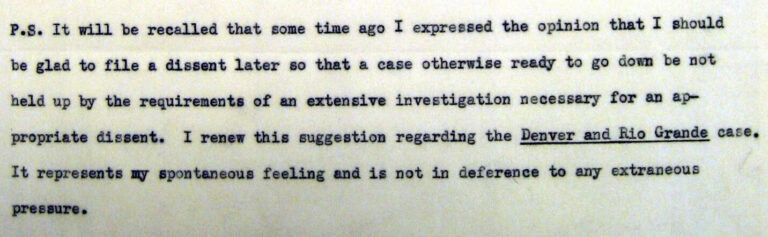 P.S. It will be recalled that some time ago I expressed the opinion that I should
be glad to file a dissent later so that a case otherwise ready to go down be not
held up by the requirements of an extensive investigation necessary for an ap-
propriate dissent.  I renew this suggestion regarding the Denver and Rio Grande case.
It represents my spontaneous feeling and is not in deference to any extraneous
pressure.